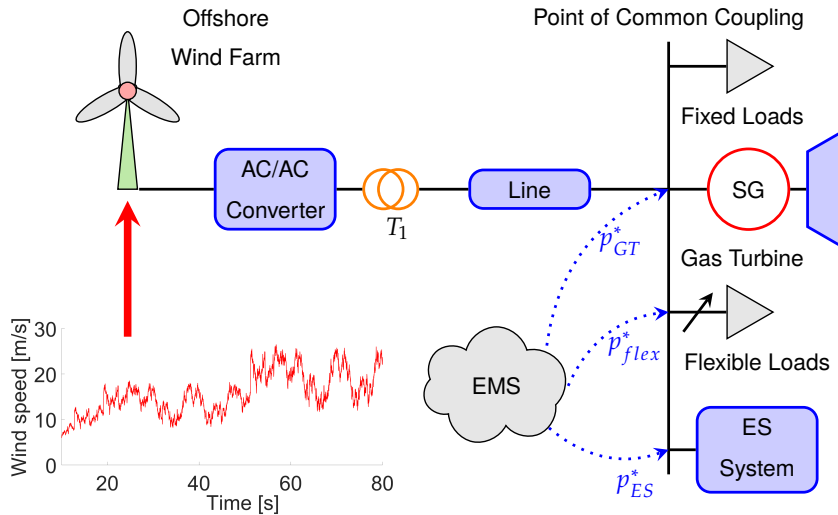 Offshore
Wind Farm
Point of Common Coupling
Fixed Loads
AC/AC
Converter
T1
Line
SG
p*GT
Gas Turbine
p*flex
Flexible Loads
EMS
ES
System
p*ES
Wind speed [m/s]
30
20
10
0
20
40
60
80
Time [s]